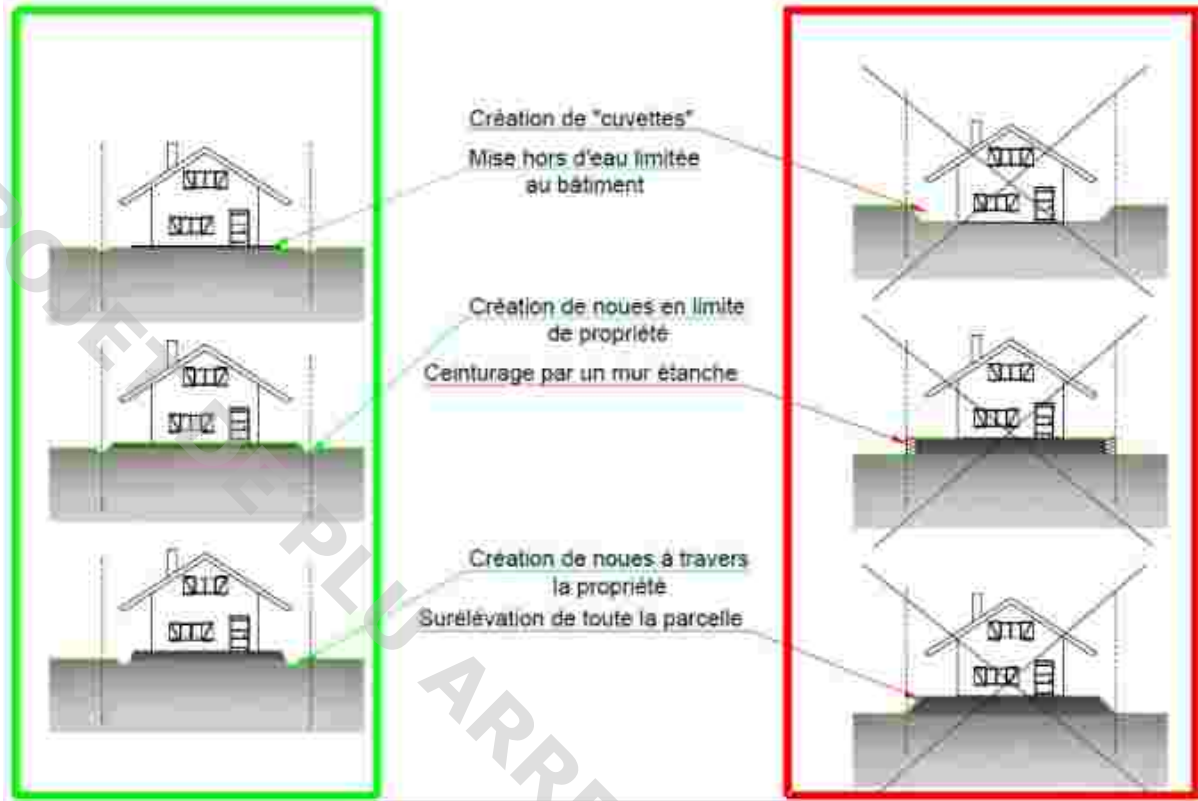 Création de "cuvettes"
Mise hors d'eau limitée
au bâtiment
Création de noues en limite
de propriété
Ceinturage par un mur étanche
Création de noues à travers
la propriété
Surélévation de toute la parcelle
PROJET DE PLU ARRE